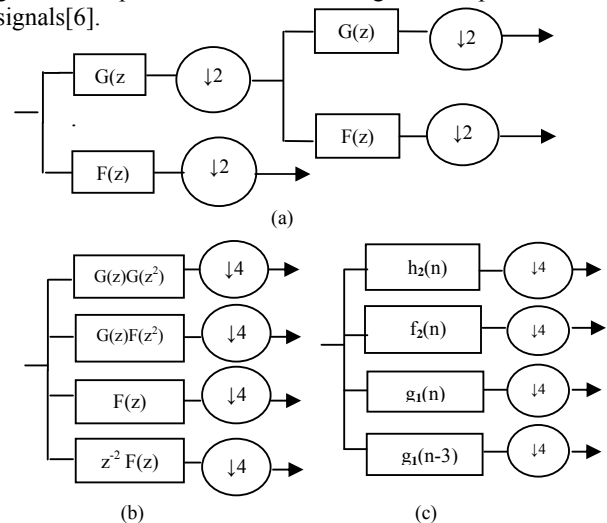 signals[6].
G(z
↓2
G(z)
↓2
F(z)
↓2
F(z)
↓2
.
(a)
G(z)G(z²)
↓4
G(z)F(z²)
↓4
F(z)
↓4
z⁻² F(z)
↓4
(b)
h₂(n)
↓4
f₂(n)
↓4
g₁(n)
↓4
g₁(n-3)
↓4
(c)